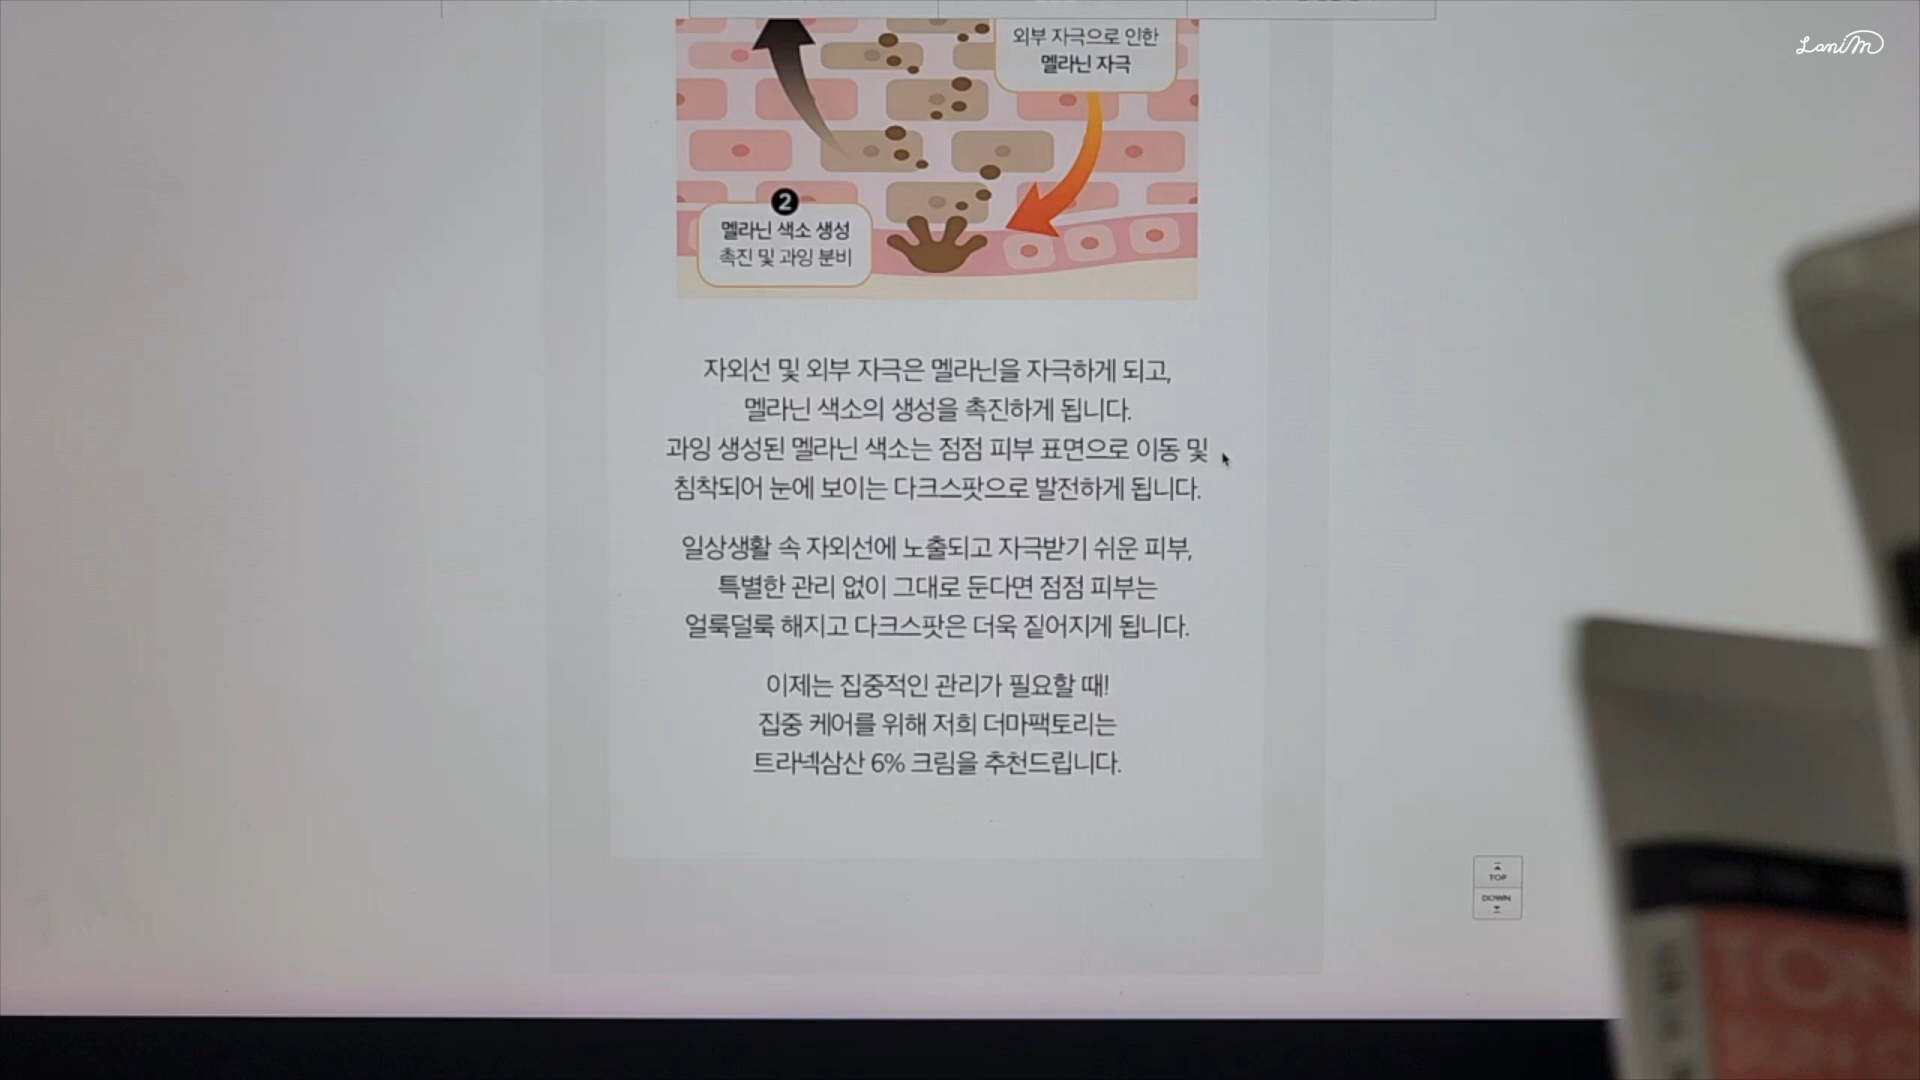 LaniM
외부 자극으로 인한
멜라닌 자극
2
멜라닌 색소 생성
촉진 및 과잉 분비
자외선 및 외부 자극은 멜라닌을 자극하게 되고,
멜라닌 색소의 생성을 촉진하게 됩니다.
과잉 생성된 멜라닌 색소는 점점 피부 표면으로 이동 및
침착되어 눈에 보이는 다크스팟으로 발전하게 됩니다.
일상생활 속 자외선에 노출되고 자극받기 쉬운 피부,
특별한 관리 없이 그대로 둔다면 점점 피부는
얼룩덜룩 해지고 다크스팟은 더욱 짙어지게 됩니다.
이제는 집중적인 관리가 필요할 때!
집중 케어를 위해 저희 더마팩토리는
트라넥삼산 6% 크림을 추천드립니다.
TOP
DOWN